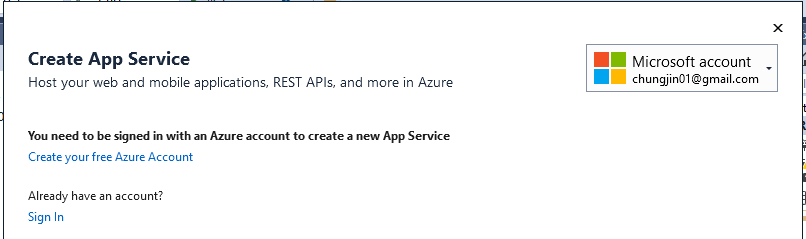 Create App Service
Host your web and mobile applications, REST APIs, and more in Azure
Microsoft account
chungjin01@gmail.com
You need to be signed in with an Azure account to create a new App Service
Create your free Azure Account
Already have an account?
Sign In